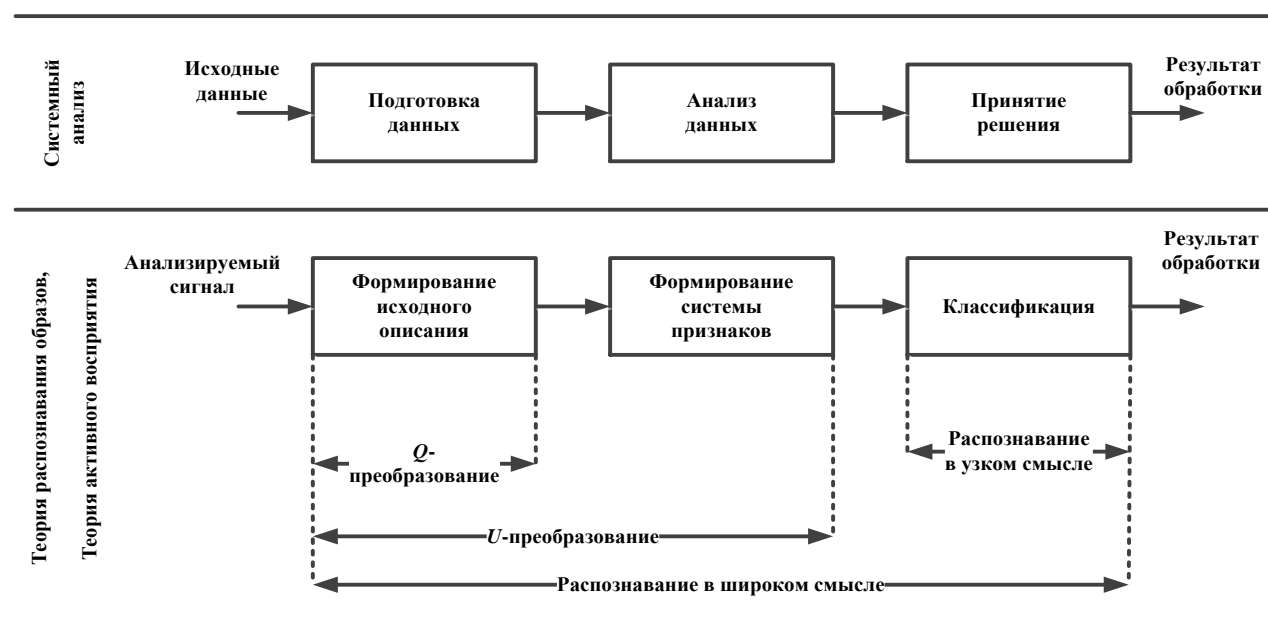 Системный
анализ
Исходные
данные
Подготовка
данных
Анализ
данных
Принятие
решения
Результат
обработки
Теория распознавания образов,
Теория активного восприятия
Анализируемый
сигнал
Формирование
исходного
описания
Формирование
системы
признаков
Классификация
Результат
обработки
Q-
преобразование
Распознавание
в узком смысле
U-преобразование
Распознавание в широком смысле